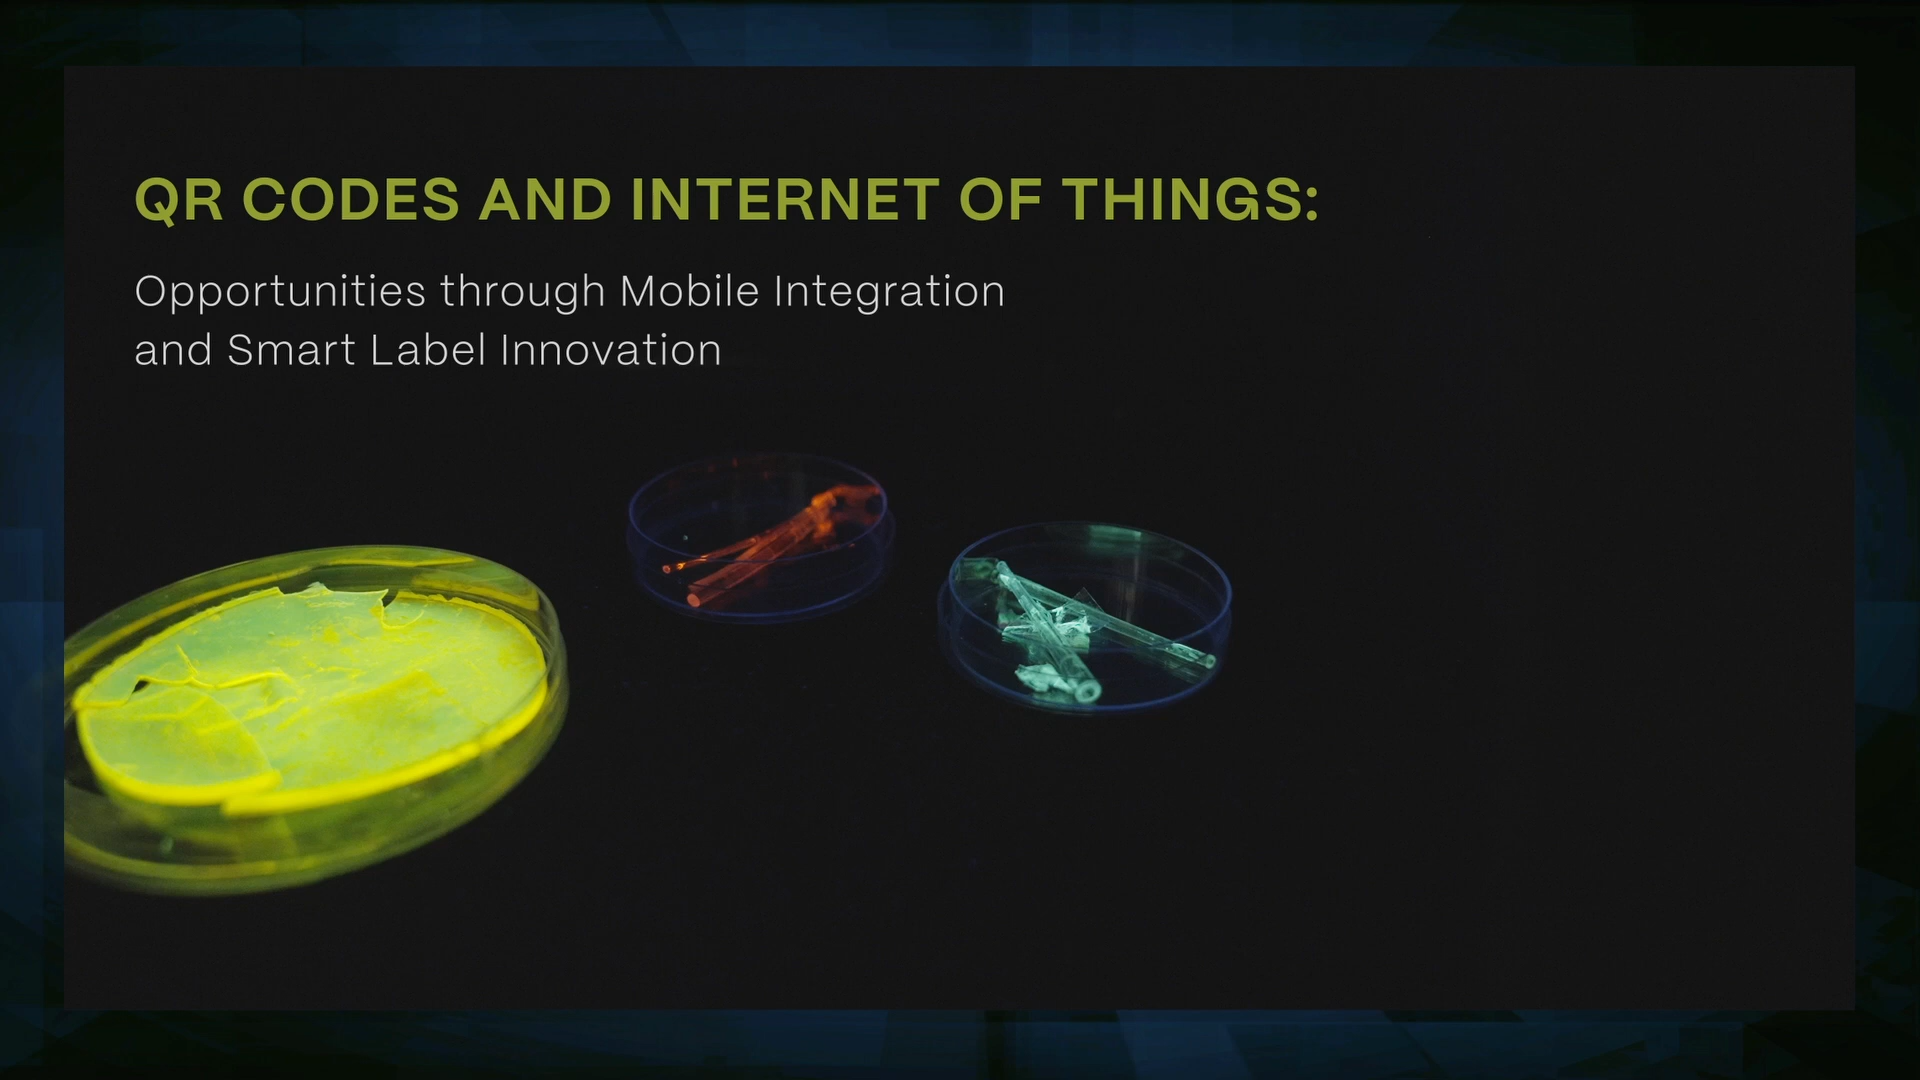 QR CODES AND INTERNET OF THINGS:
Opportunities through Mobile Integration
and Smart Label Innovation